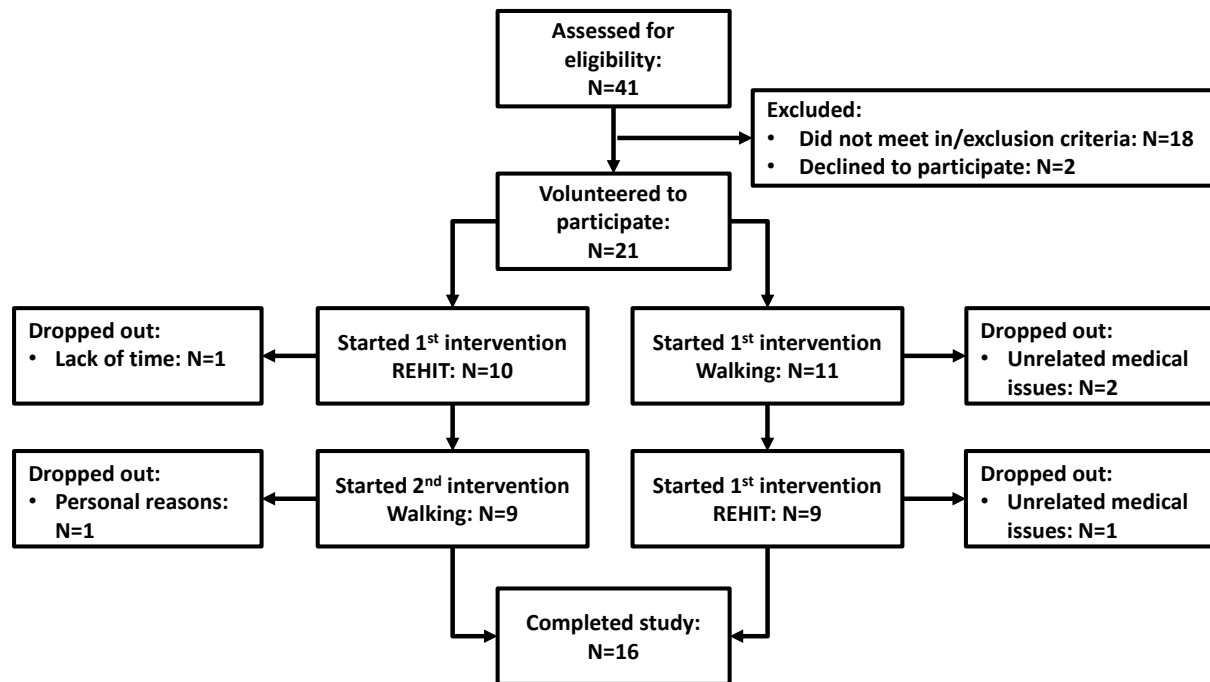 Assessed for
eligibility:
N=41
Excluded:
• Did not meet in/exclusion criteria: N=18
• Declined to participate: N=2
Volunteered to
participate:
N=21
Dropped out:
• Lack of time: N=1
Started 1st intervention
REHIT: N=10
Started 1st intervention
Walking: N=11
Dropped out:
• Unrelated medical
issues: N=2
Dropped out:
• Personal reasons:
N=1
Started 2nd intervention
Walking: N=9
Started 1st intervention
REHIT: N=9
Dropped out:
• Unrelated medical
issues: N=1
Completed study:
N=16